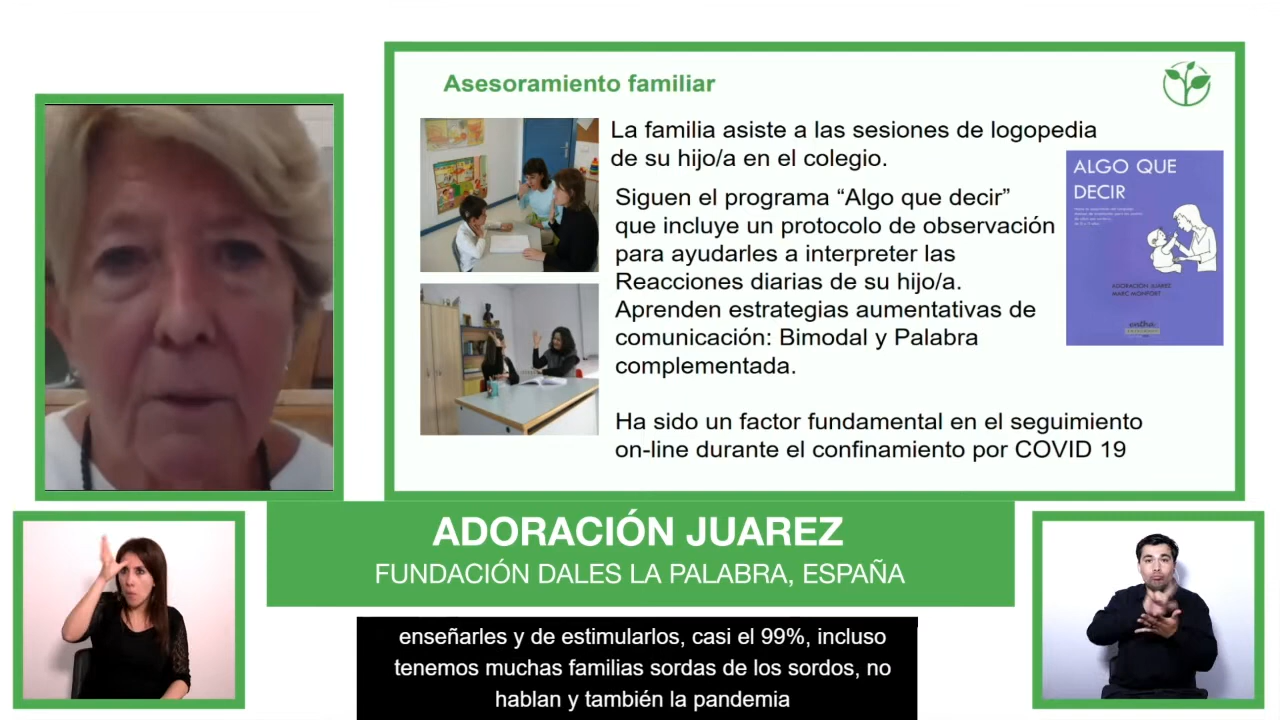 Asesoramiento familiar
La familia asiste a las sesiones de logopedia
de su hijo/a en el colegio.
Siguen el programa “Algo que decir”
que incluye un protocolo de observación
para ayudarles a interpretar las
Reacciones diarias de su hijo/a.
Aprenden estrategias aumentativas de
comunicación: Bimodal y Palabra
complementada.
Ha sido un factor fundamental en el seguimiento
on-line durante el confinamiento por COVID 19
ALGO QUE
DECIR
ADORACIÓN JUÁREZ
MARC MONFORT
ADORACIÓN JUAREZ
FUNDACIÓN DALES LA PALABRA, ESPAÑA
enseñarles y de estimularlos, casi el 99%, incluso
tenemos muchas familias sordas de los sordos, no
hablan y también la pandemia